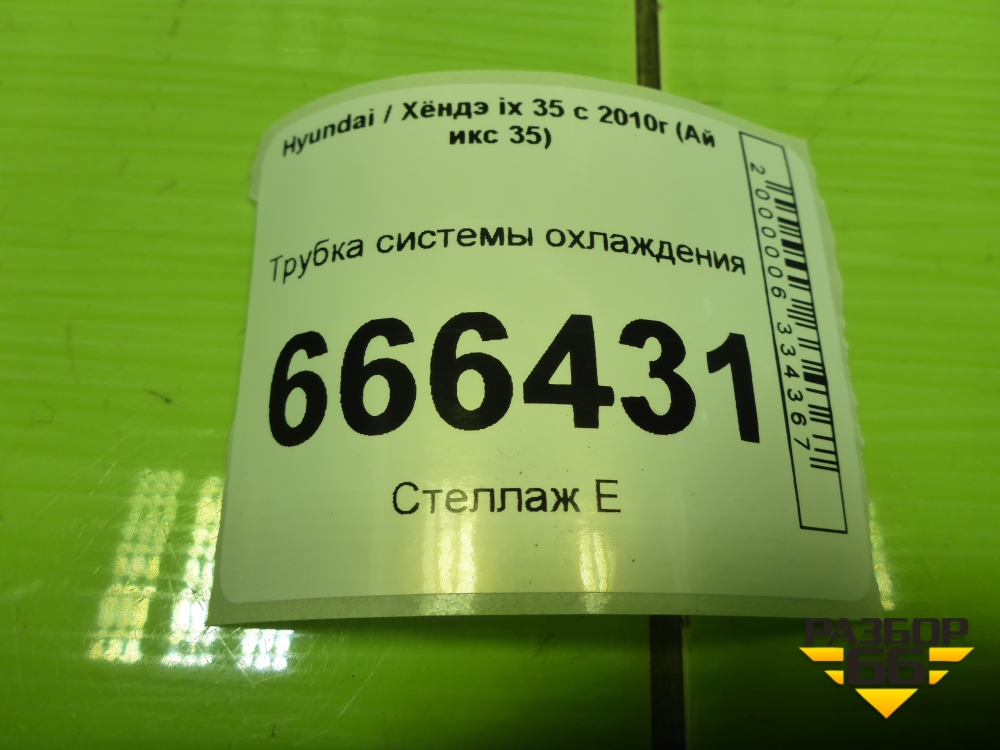 Hyundai / Хёндэ ix 35 с 2010г (Ай
икс 35)
Трубка системы охлаждения
666431
Стеллаж Е
2000006334367
РАЗБОР
66